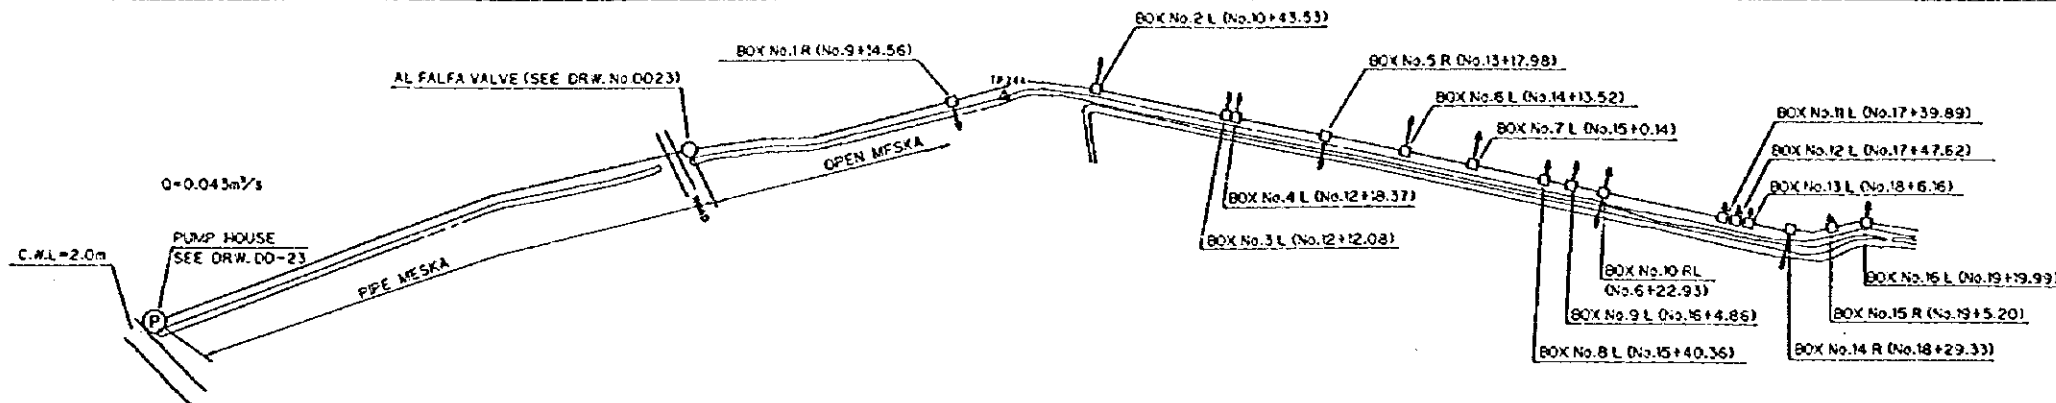 BOX No.2 L (No.10+43.53)
BOX No.1 R (No.9+14.56)
BOX No.5 R (No.13+17.98)
AL FALFA VALVE (SEE DRW. No.DO23)
BOX No.6 L (No.14+13.52)
BOX No.7 L (No.15+0.14)
BOX No.11 L (No.17+39.89)
BOX No.12 L (No.17+47.62)
BOX No.13 L (No.18+6.16)
OPEN MESKA
Q=0.043m³/s
BOX No.4 L (No.12+18.37)
BOX No.3 L (No.12+12.08)
PUMP HOUSE
SEE DRW. DO-23
C.W.L=2.0m
P
PIPE MESKA
BOX No.10 RL
(No.6+22.93)
BOX No.16 L (No.19+19.99)
BOX No.9 L (No.16+4.86)
BOX No.15 R (No.19+5.20)
BOX No.8 L (No.15+40.36)
BOX No.14 R (No.18+29.33)